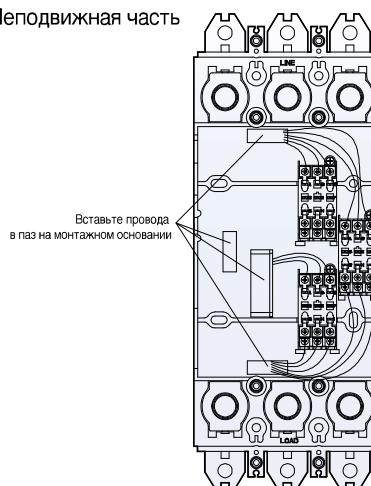 Неподвижная часть
LINE
Вставьте провода
в паз на монтажном основании
LOAD